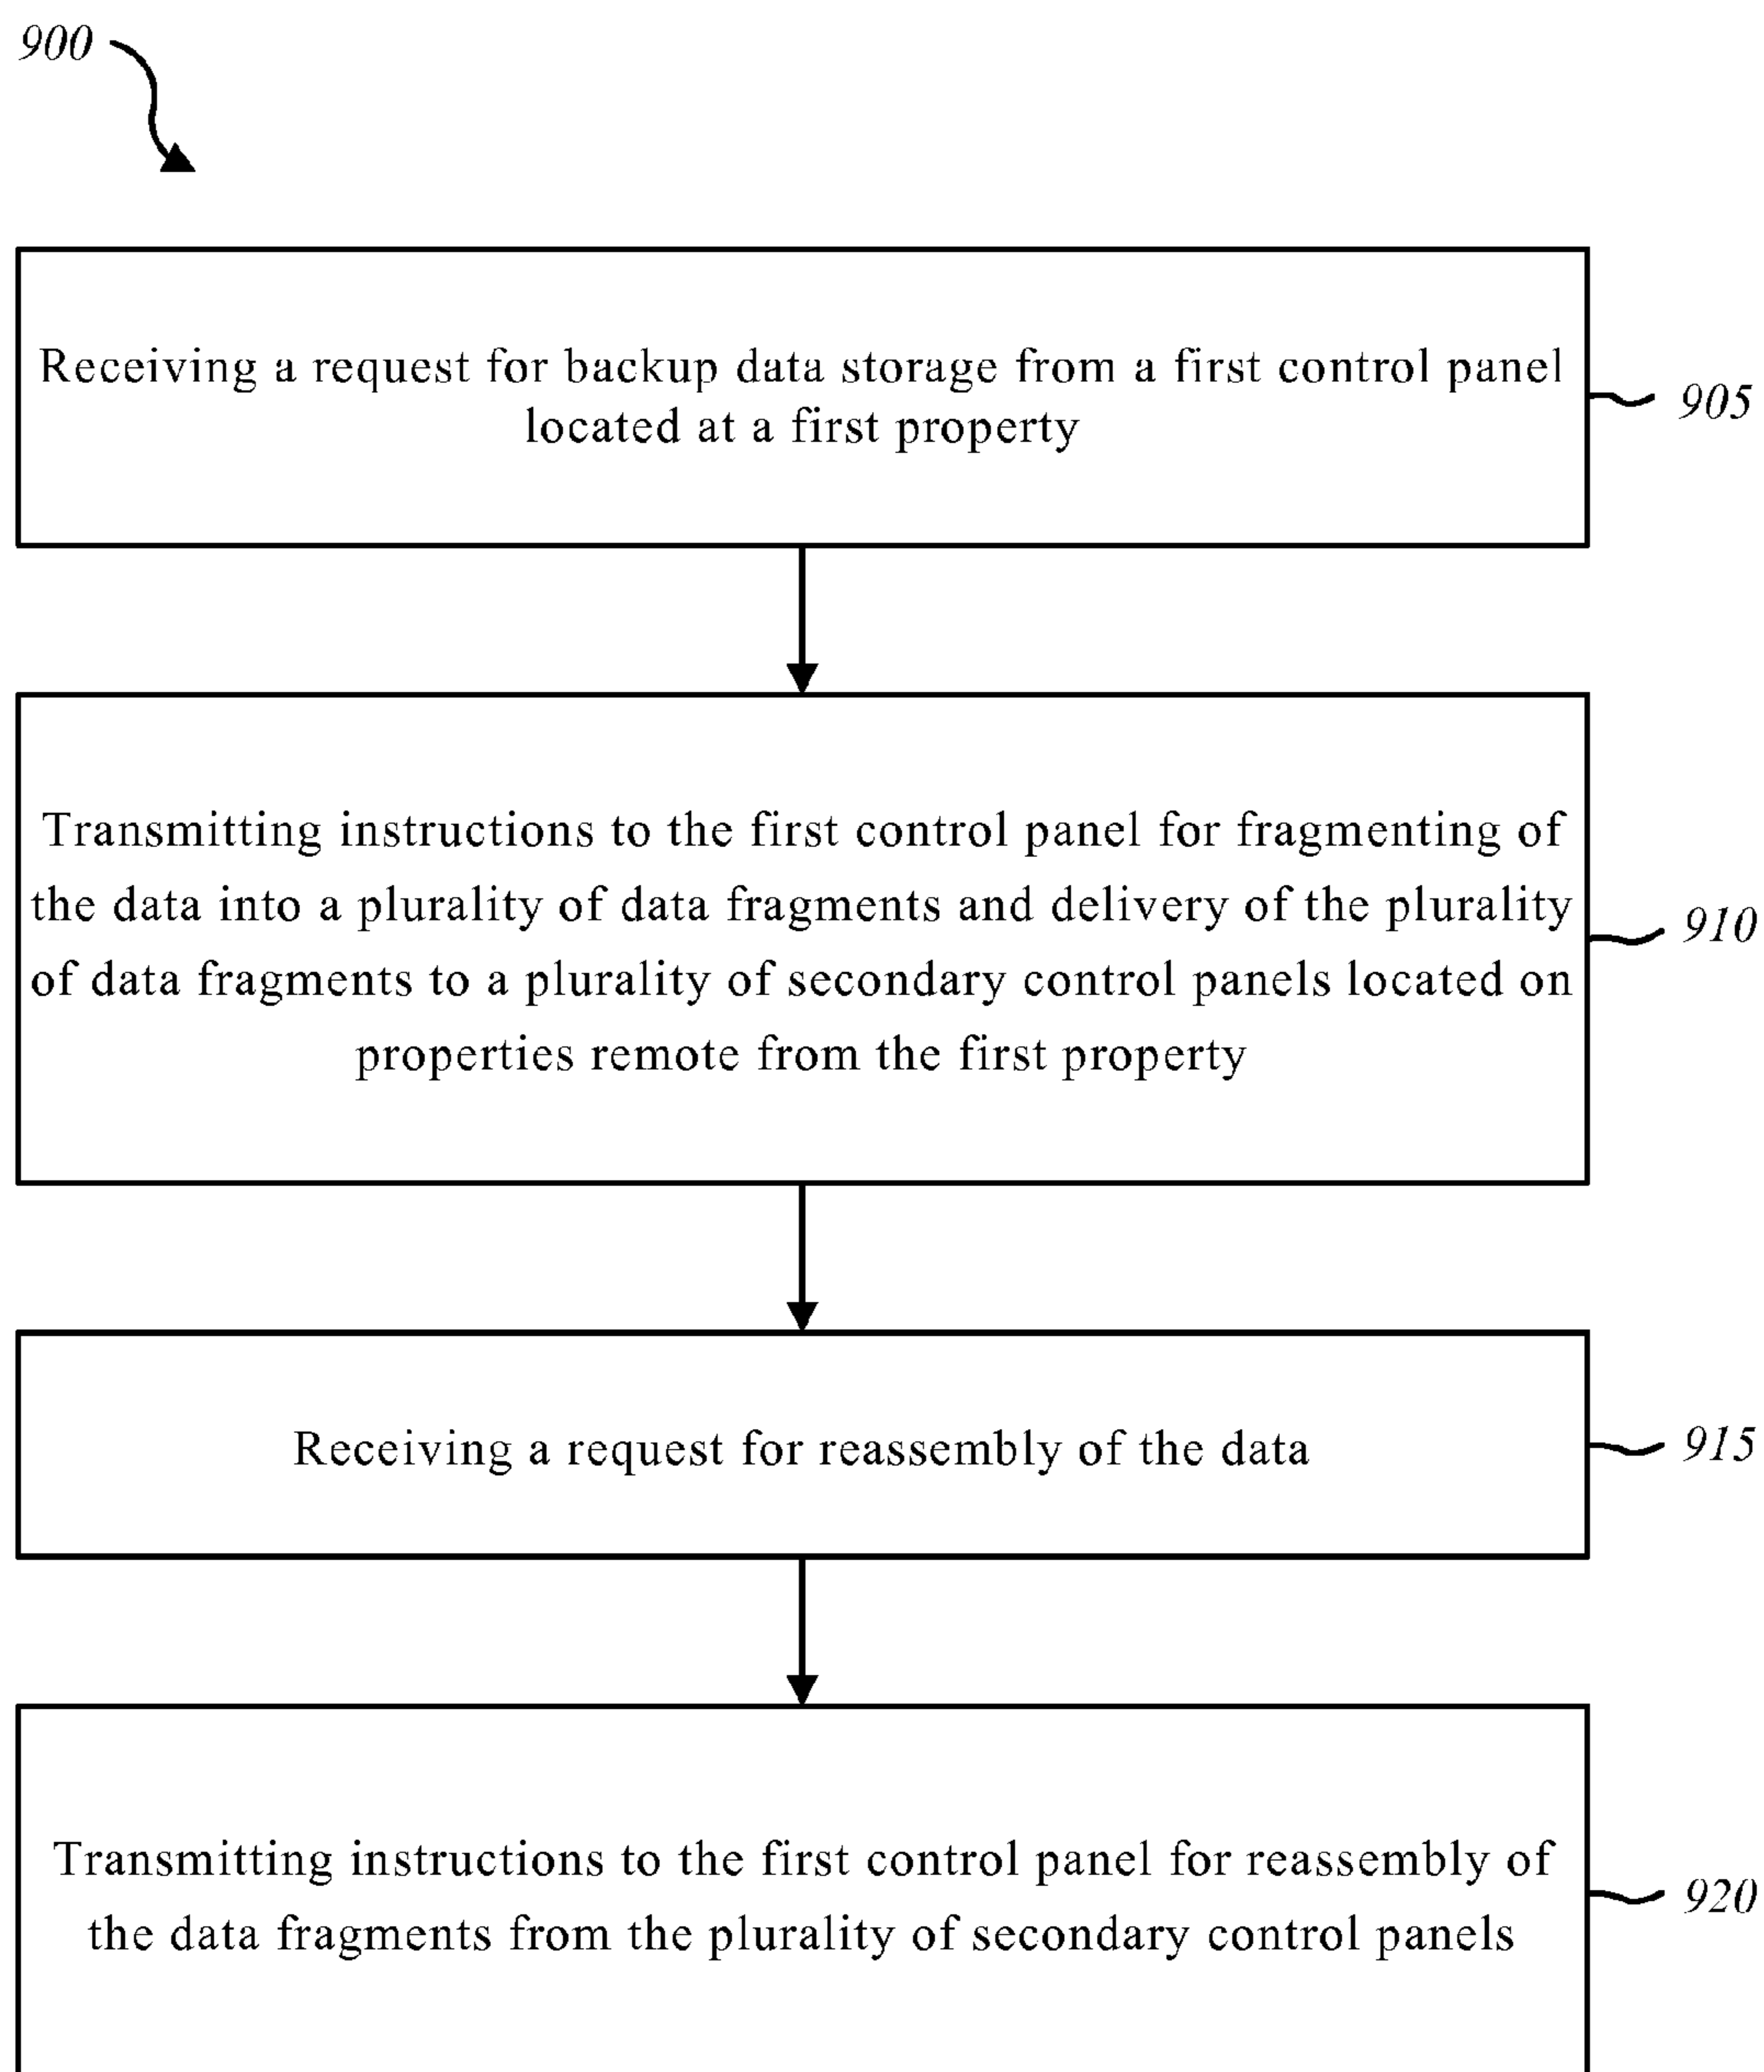 900
Receiving a request for backup data storage from a first control panel
located at a first property
905
Transmitting instructions to the first control panel for fragmenting of
the data into a plurality of data fragments and delivery of the plurality
of data fragments to a plurality of secondary control panels located on
properties remote from the first property
910
Receiving a request for reassembly of the data
915
Transmitting instructions to the first control panel for reassembly of
the data fragments from the plurality of secondary control panels
920